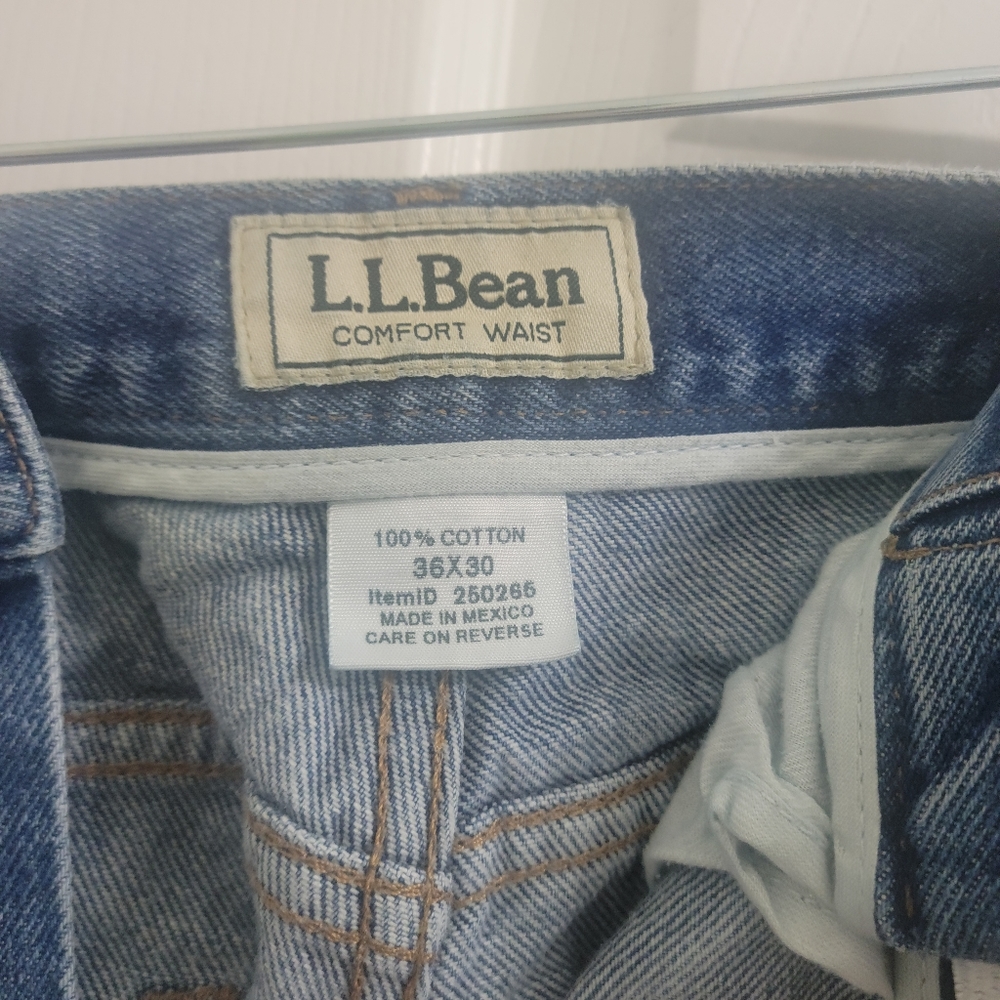 L.L.Bean
COMFORT WAIST
100% COTTON
36X30
ItemID 250265
MADE IN MEXICO
CARE ON REVERSE